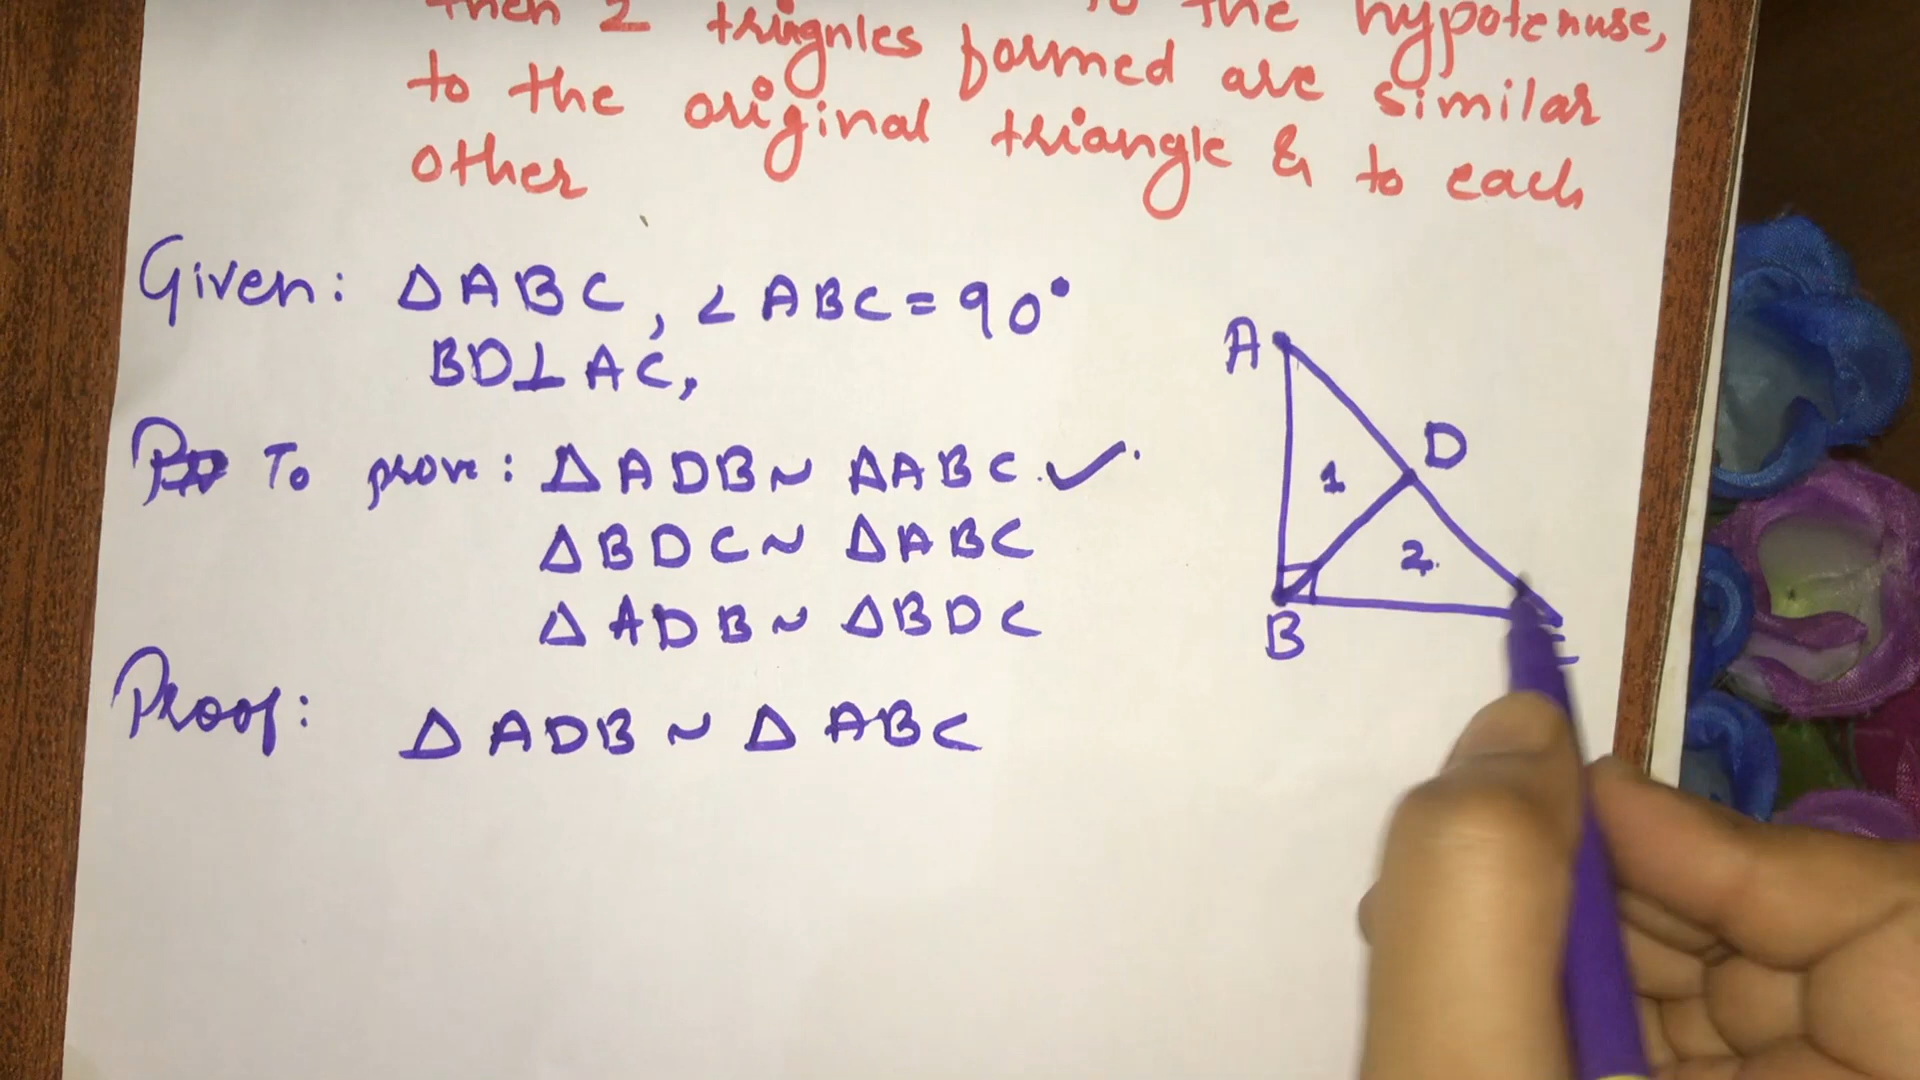 then 2 triangles to the hypotenuse,
formed are similar
to the original triangle & to each
other
Given: ΔABC, ∠ABC=90°
BD⊥AC,
To prove: ΔADB~ ΔABC. ✓
ΔBDC~ ΔABC
ΔADB~ ΔBDC
Proof: ΔADB ~ ΔABC
A
D
1
2.
B